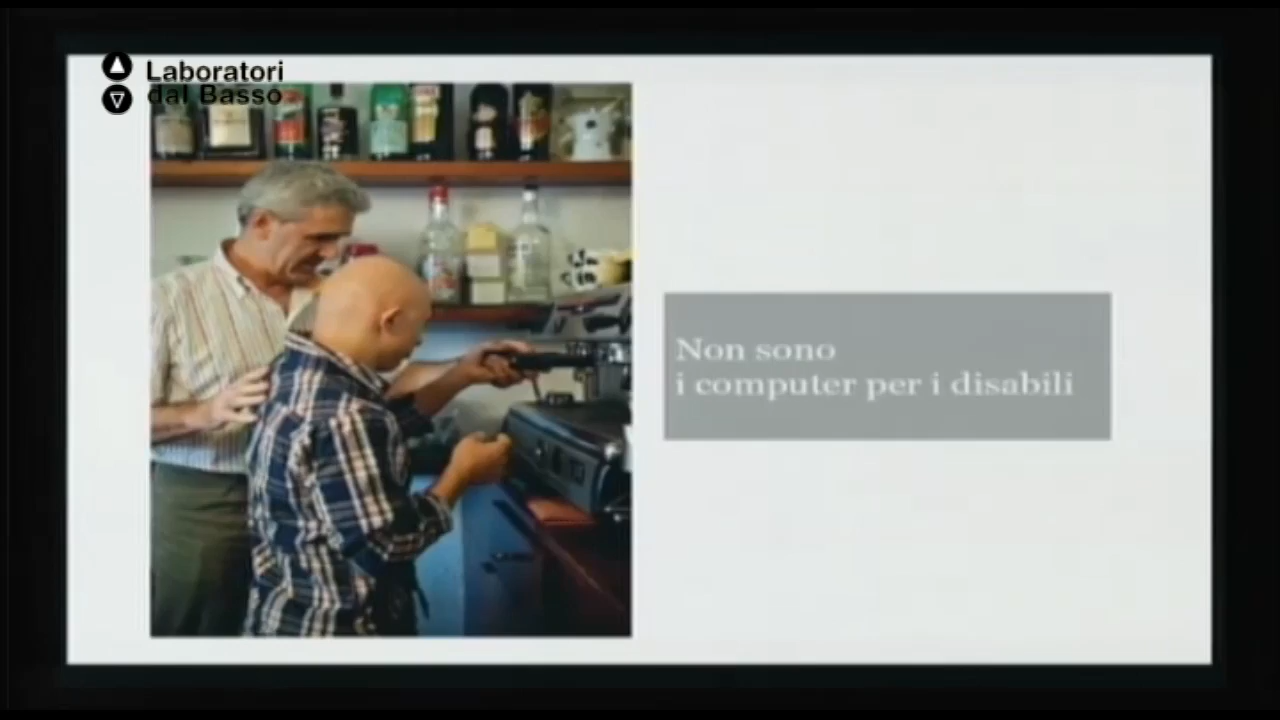 Laboratori
dal Basso
Non sono
i computer per i disabili